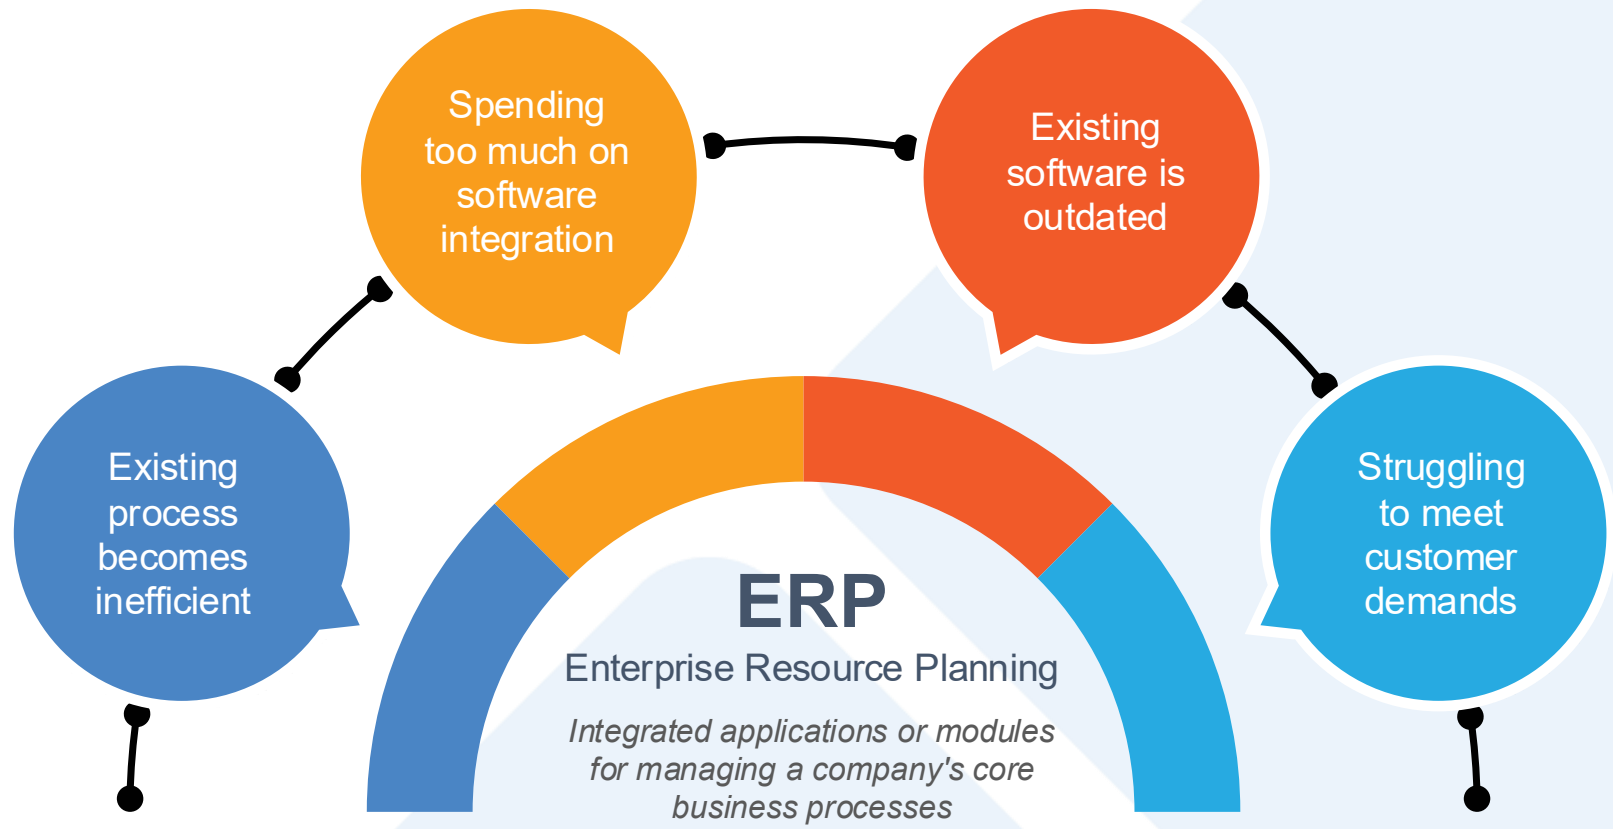 Spending
too much on
software
integration
Existing
software is
outdated
Existing
process
becomes
inefficient
Struggling
to meet
customer
demands
ERP
Enterprise Resource Planning
Integrated applications or modules
for managing a company's core
business processes